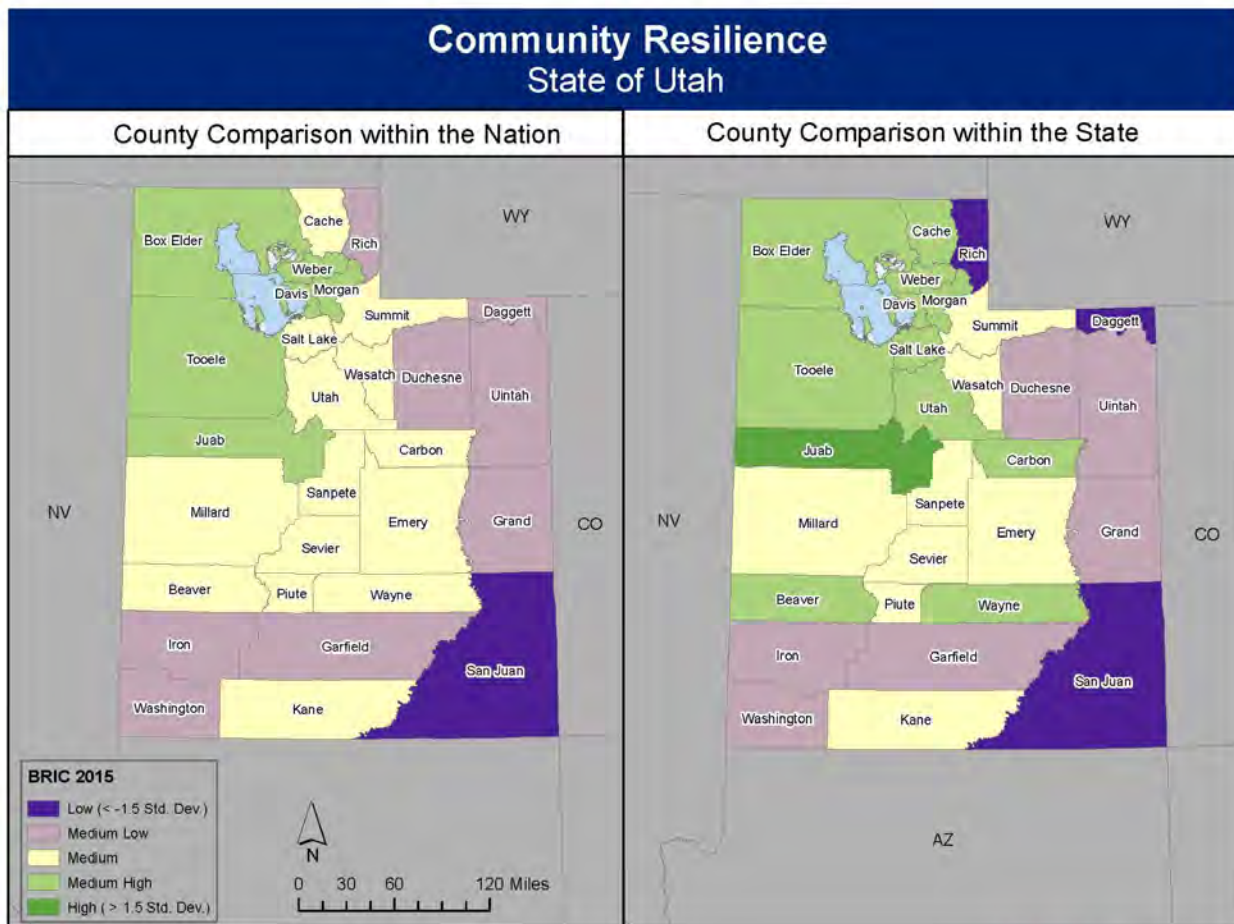 Community Resilience
State of Utah
County Comparison within the Nation
County Comparison within the State
Cache
WY
Box Elder
Rich
Weber
Davis
Morgan
Summit
Daggett
Salt Lake
Tooele
Wasatch
Duchesne
Utah
Uintah
Juab
Carbon
Sanpete
NV
Millard
Emery
Grand
CO
Sevier
Beaver
Piute
Wayne
Iron
Garfield
San Juan
Washington
Kane
BRIC 2015
Low (< -1.5 Std. Dev.)
Medium Low
Medium
Medium High
High ( > 1.5 Std. Dev.)
N
0 30 60 120 Miles
WY
Cache
Box Elder
Rich
Weber
Davis
Morgan
Daggett
Summit
Salt Lake
Tooele
Wasatch
Duchesne
Utah
Uintah
Juab
Carbon
Sanpete
NV
Millard
Emery
Grand
CO
Sevier
Beaver
Piute
Wayne
Iron
Garfield
San Juan
Washington
Kane
AZ